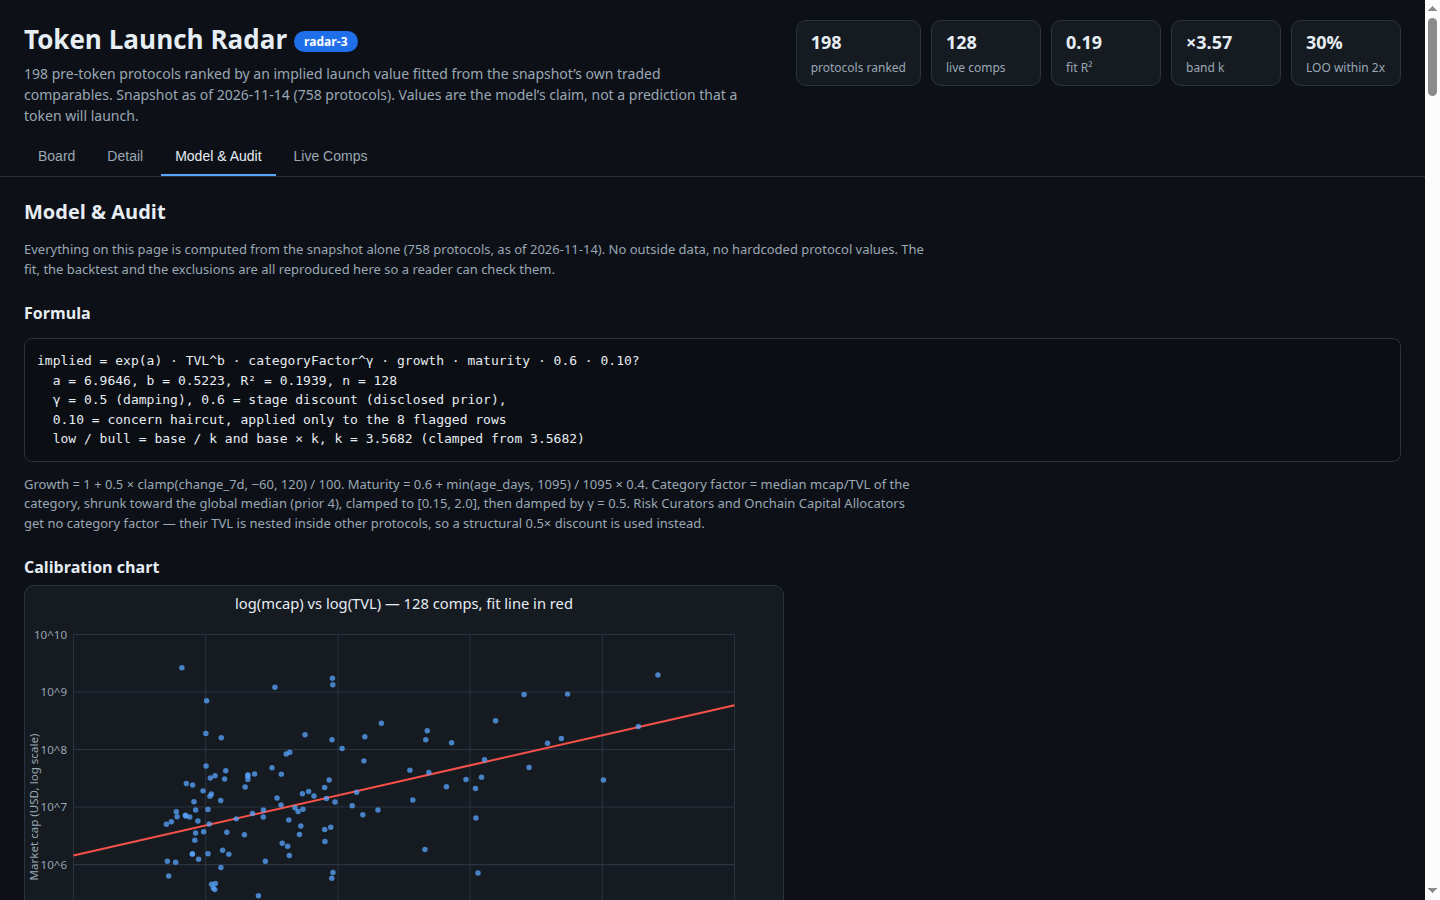 Token Launch Radar radar-3
198 pre-token protocols ranked by an implied launch value fitted from the snapshot's own traded
comparables. Snapshot as of 2026-11-14 (758 protocols). Values are the model's claim, not a prediction that a
token will launch.
198
protocols ranked
128
live comps
0.19
fit R²
×3.57
band k
30%
LOO within 2x
Board Detail Model & Audit Live Comps
Model & Audit
Everything on this page is computed from the snapshot alone (758 protocols, as of 2026-11-14). No outside data, no hardcoded protocol values. The
fit, the backtest and the exclusions are all reproduced here so a reader can check them.
Formula
implied = exp(a) · TVL^b · categoryFactor^γ · growth · maturity · 0.6 · 0.10?
a = 6.9646, b = 0.5223, R² = 0.1939, n = 128
γ = 0.5 (damping), 0.6 = stage discount (disclosed prior),
0.10 = concern haircut, applied only to the 8 flagged rows
low / bull = base / k and base × k, k = 3.5682 (clamped from 3.5682)
Growth = 1 + 0.5 × clamp(change_7d, −60, 120) / 100. Maturity = 0.6 + min(age_days, 1095) / 1095 × 0.4. Category factor = median mcap/TVL of the
category, shrunk toward the global median (prior 4), clamped to [0.15, 2.0], then damped by γ = 0.5. Risk Curators and Onchain Capital Allocators
get no category factor — their TVL is nested inside other protocols, so a structural 0.5× discount is used instead.
Calibration chart
log(mcap) vs log(TVL) — 128 comps, fit line in red
10^10
10^9
10^8
10^7
10^6
Market cap (USD, log scale)